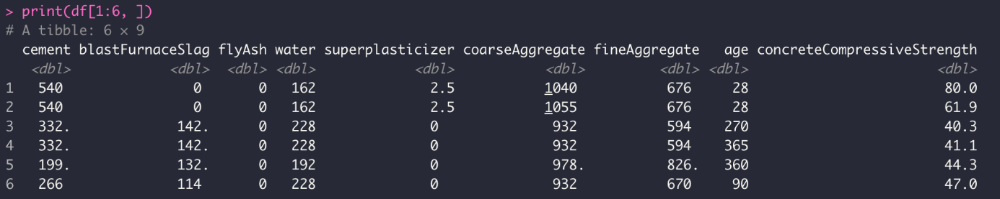 > print(df[1:6, ])
# A tibble: 6 × 9
cement blastFurnaceSlag flyAsh water superplasticizer coarseAggregate fineAggregate age concreteCompressiveStrength
<dbl> <dbl> <dbl> <dbl> <dbl> <dbl> <dbl> <dbl> <dbl>
1 540 0 0 162 2.5 1040 676 28 80.0
2 540 0 0 162 2.5 1055 676 28 61.9
3 332. 142. 0 228 0 932 594 270 40.3
4 332. 142. 0 228 0 932 594 365 41.1
5 199. 132. 0 192 0 978. 826. 360 44.3
6 266 114 0 228 0 932 670 90 47.0